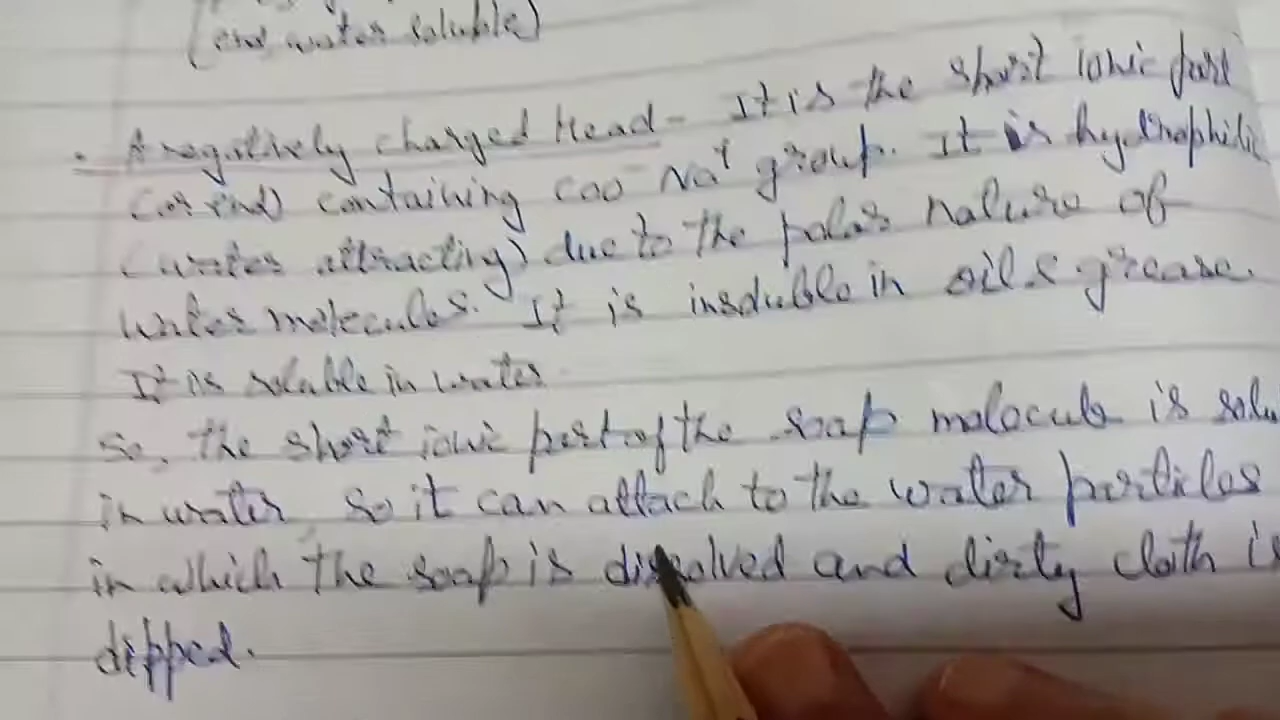 (end, water soluble)
• A negatively charged Head - It is the short ionic part
(or end) containing COO⁻Na⁺ group. It is hydrophilic
(water attracting) due to the polar nature of
water molecules. It is insoluble in oil & grease.
It is soluble in water.
So, the short ionic part of the soap molecule is solu
in water, so it can attach to the water particles
in which the soap is dissolved and dirty cloth is
dipped.